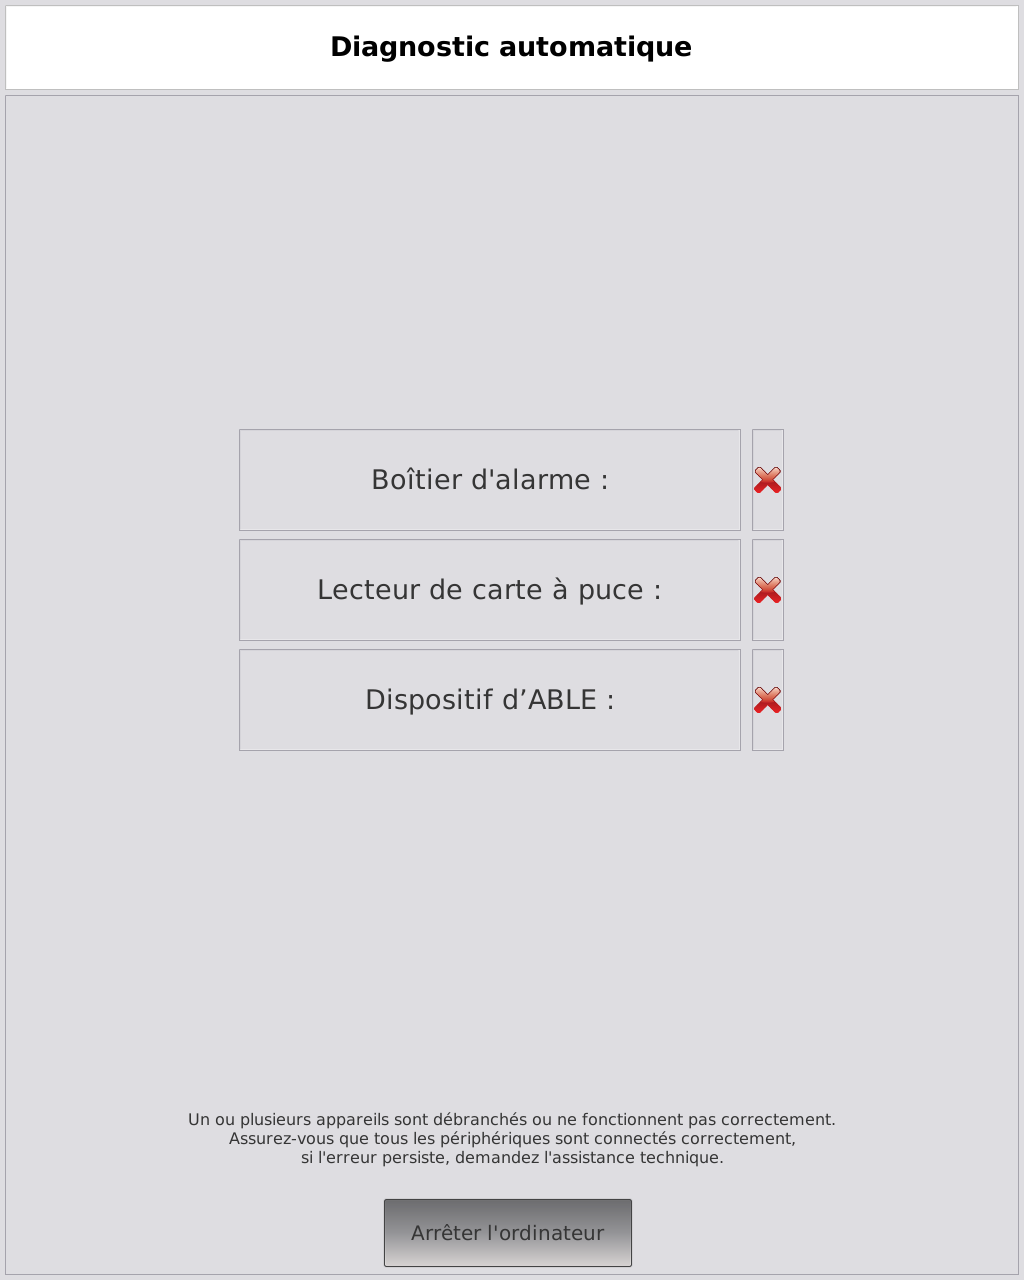 Diagnostic automatique
Boîtier d'alarme :
Lecteur de carte à puce :
Dispositif d’ABLE :
Un ou plusieurs appareils sont débranchés ou ne fonctionnent pas correctement.
Assurez-vous que tous les périphériques sont connectés correctement,
si l'erreur persiste, demandez l'assistance technique.
Arrêter l'ordinateur